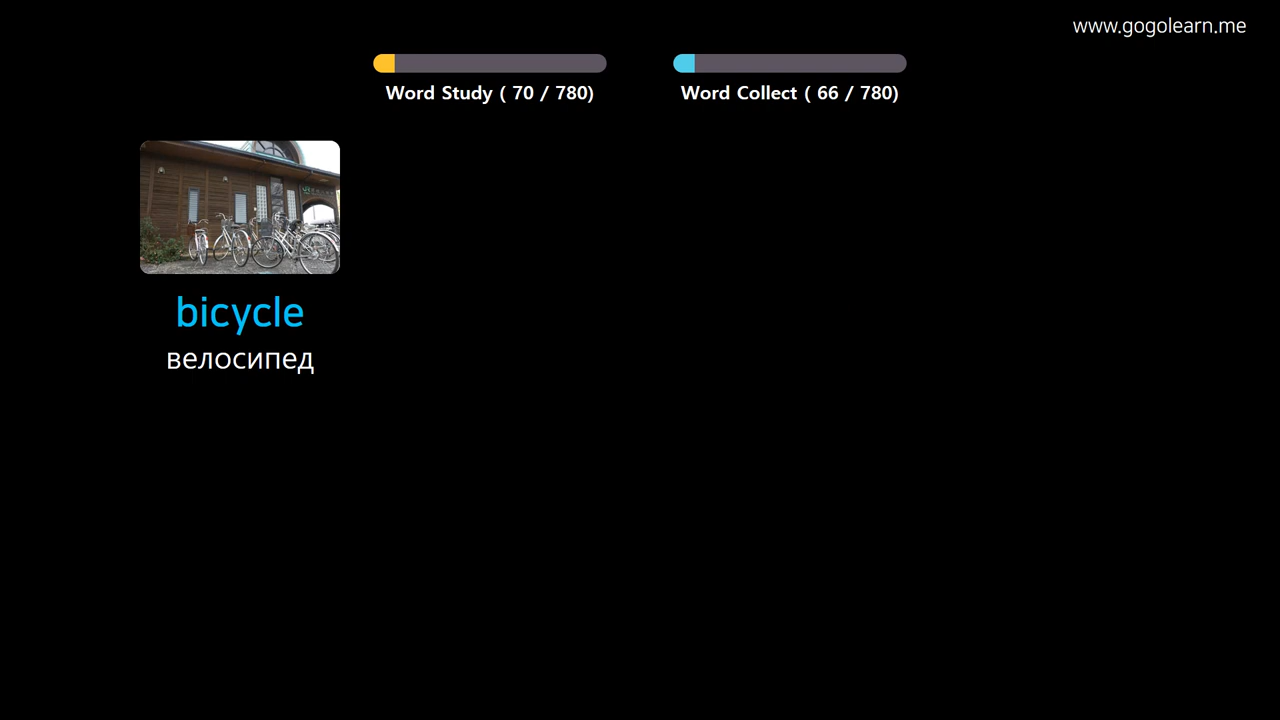 www.gogolearn.me
Word Study ( 70 / 780)
Word Collect ( 66 / 780)
bicycle
велосипед